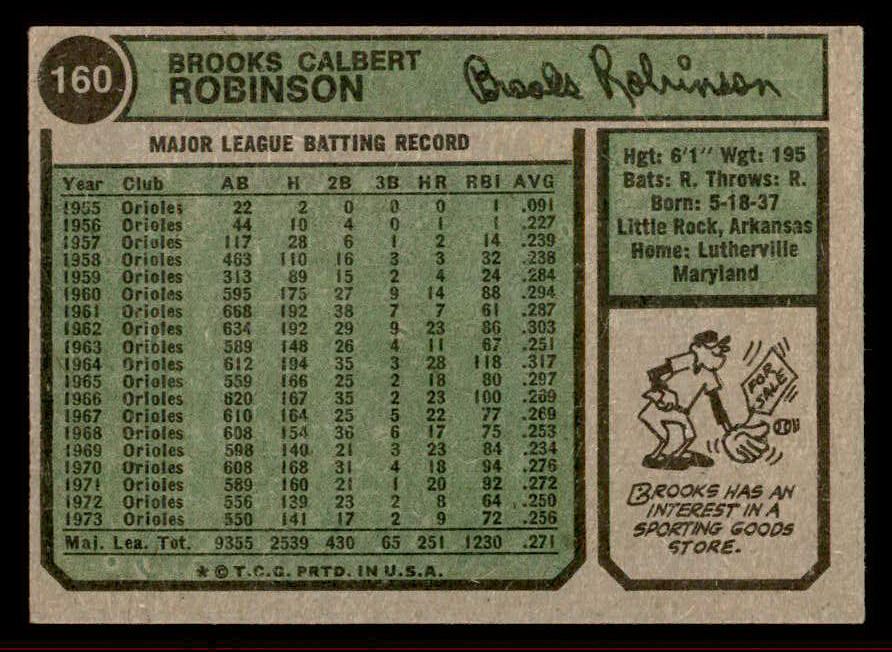 160
BROOKS CALBERT
ROBINSON
Brooks Robinson
MAJOR LEAGUE BATTING RECORD
Year Club AB H 2B 3B HR RBI AVG
1955 Orioles 22 2 0 0 0 1 .091
1956 Orioles 44 10 4 0 1 1 .227
1957 Orioles 117 28 6 1 2 14 .239
1958 Orioles 463 110 16 3 3 32 .238
1959 Orioles 313 89 15 2 4 24 .284
1960 Orioles 595 175 27 9 14 88 .294
1961 Orioles 668 192 38 7 7 61 .287
1962 Orioles 634 192 29 9 23 86 .303
1963 Orioles 589 148 26 4 11 67 .251
1964 Orioles 612 194 35 3 28 118 .317
1965 Orioles 559 166 25 2 18 80 .297
1966 Orioles 620 167 35 2 23 100 .269
1967 Orioles 610 164 25 5 22 77 .269
1968 Orioles 608 154 36 6 17 75 .253
1969 Orioles 598 140 21 3 23 84 .234
1970 Orioles 608 168 31 4 18 94 .276
1971 Orioles 589 160 21 1 20 92 .272
1972 Orioles 556 139 23 2 8 64 .250
1973 Orioles 550 141 17 2 9 72 .256
Maj. Lea. Tot. 9355 2539 430 65 251 1230 .271
* © T.C.G. PRTD. IN U.S.A.
Hgt: 6'1" Wgt: 195
Bats: R. Throws: R.
Born: 5-18-37
Little Rock, Arkansas
Home: Lutherville
Maryland
FOR
SALE
BROOKS HAS AN
INTEREST IN A
SPORTING GOODS
STORE.